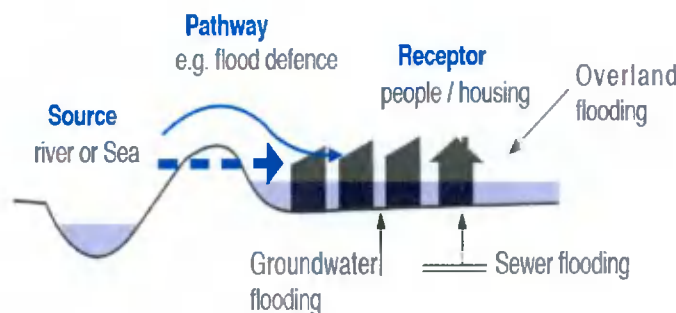 Pathway
e.g. flood defence
Receptor
people / housing
Overland
flooding
Source
river or Sea
Groundwater
flooding
Sewer flooding